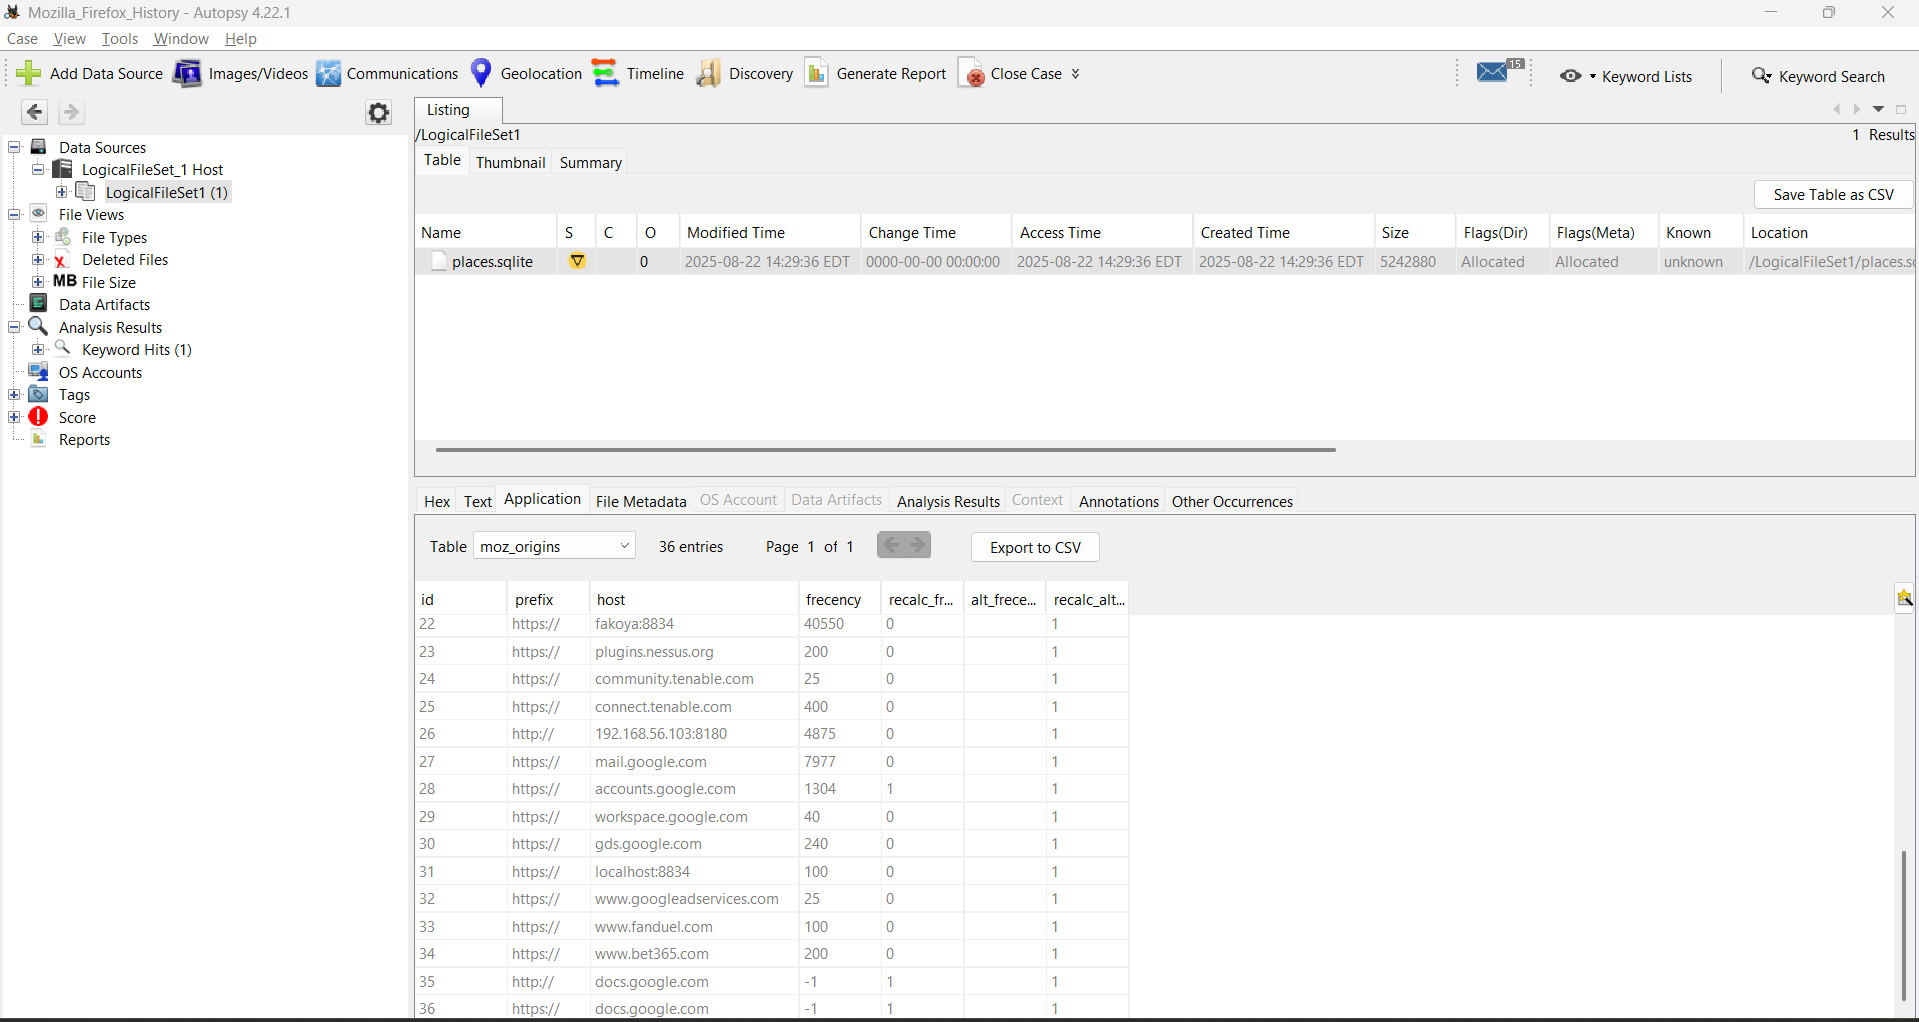 Mozilla_Firefox_History - Autopsy 4.22.1
Case View Tools Window Help
Add Data Source Images/Videos Communications Geolocation Timeline Discovery Generate Report Close Case 15 Keyword Lists Keyword Search
Listing
Data Sources
LogicalFileSet_1 Host
LogicalFileSet1 (1)
File Views
File Types
Deleted Files
MB File Size
Data Artifacts
Analysis Results
Keyword Hits (1)
OS Accounts
Tags
Score
Reports
/LogicalFileSet1 1 Results
Table Thumbnail Summary
Save Table as CSV
Name S C O Modified Time Change Time Access Time Created Time Size Flags(Dir) Flags(Meta) Known Location
places.sqlite 0 2025-08-22 14:29:36 EDT 0000-00-00 00:00:00 2025-08-22 14:29:36 EDT 2025-08-22 14:29:36 EDT 5242880 Allocated Allocated unknown /LogicalFileSet1/places.sc
Hex Text Application File Metadata OS Account Data Artifacts Analysis Results Context Annotations Other Occurrences
Table moz_origins 36 entries Page 1 of 1 Export to CSV
id prefix host frecency recalc_fr... alt_frece... recalc_alt...
22 https:// fakoya:8834 40550 0 1
23 https:// plugins.nessus.org 200 0 1
24 https:// community.tenable.com 25 0 1
25 https:// connect.tenable.com 400 0 1
26 http:// 192.168.56.103:8180 4875 0 1
27 https:// mail.google.com 7977 0 1
28 https:// accounts.google.com 1304 1 1
29 https:// workspace.google.com 40 0 1
30 https:// gds.google.com 240 0 1
31 https:// localhost:8834 100 0 1
32 https:// www.googleadservices.com 25 0 1
33 https:// www.fanduel.com 100 0 1
34 https:// www.bet365.com 200 0 1
35 http:// docs.google.com -1 1 1
36 https:// docs.google.com -1 1 1